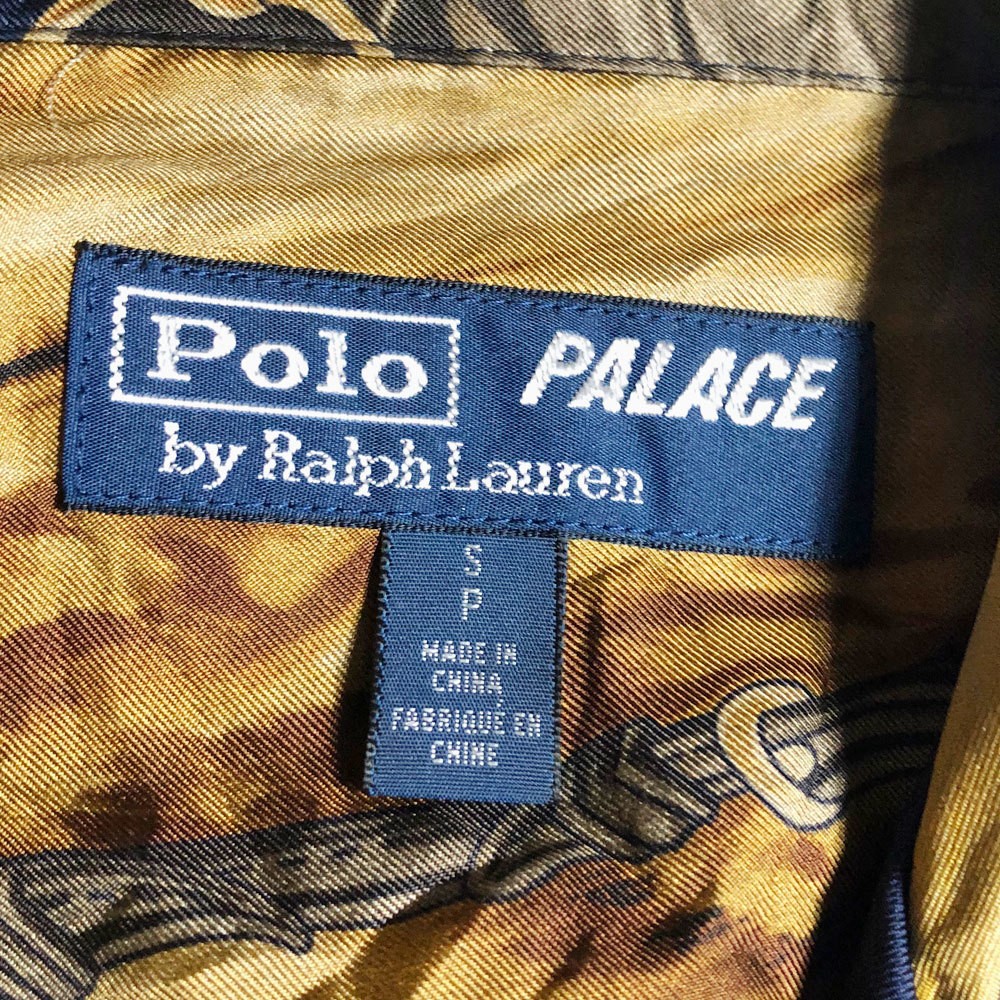 Polo PALACE
by Ralph Lauren
S
P
MADE IN
CHINA
FABRIQUÉ EN
CHINE